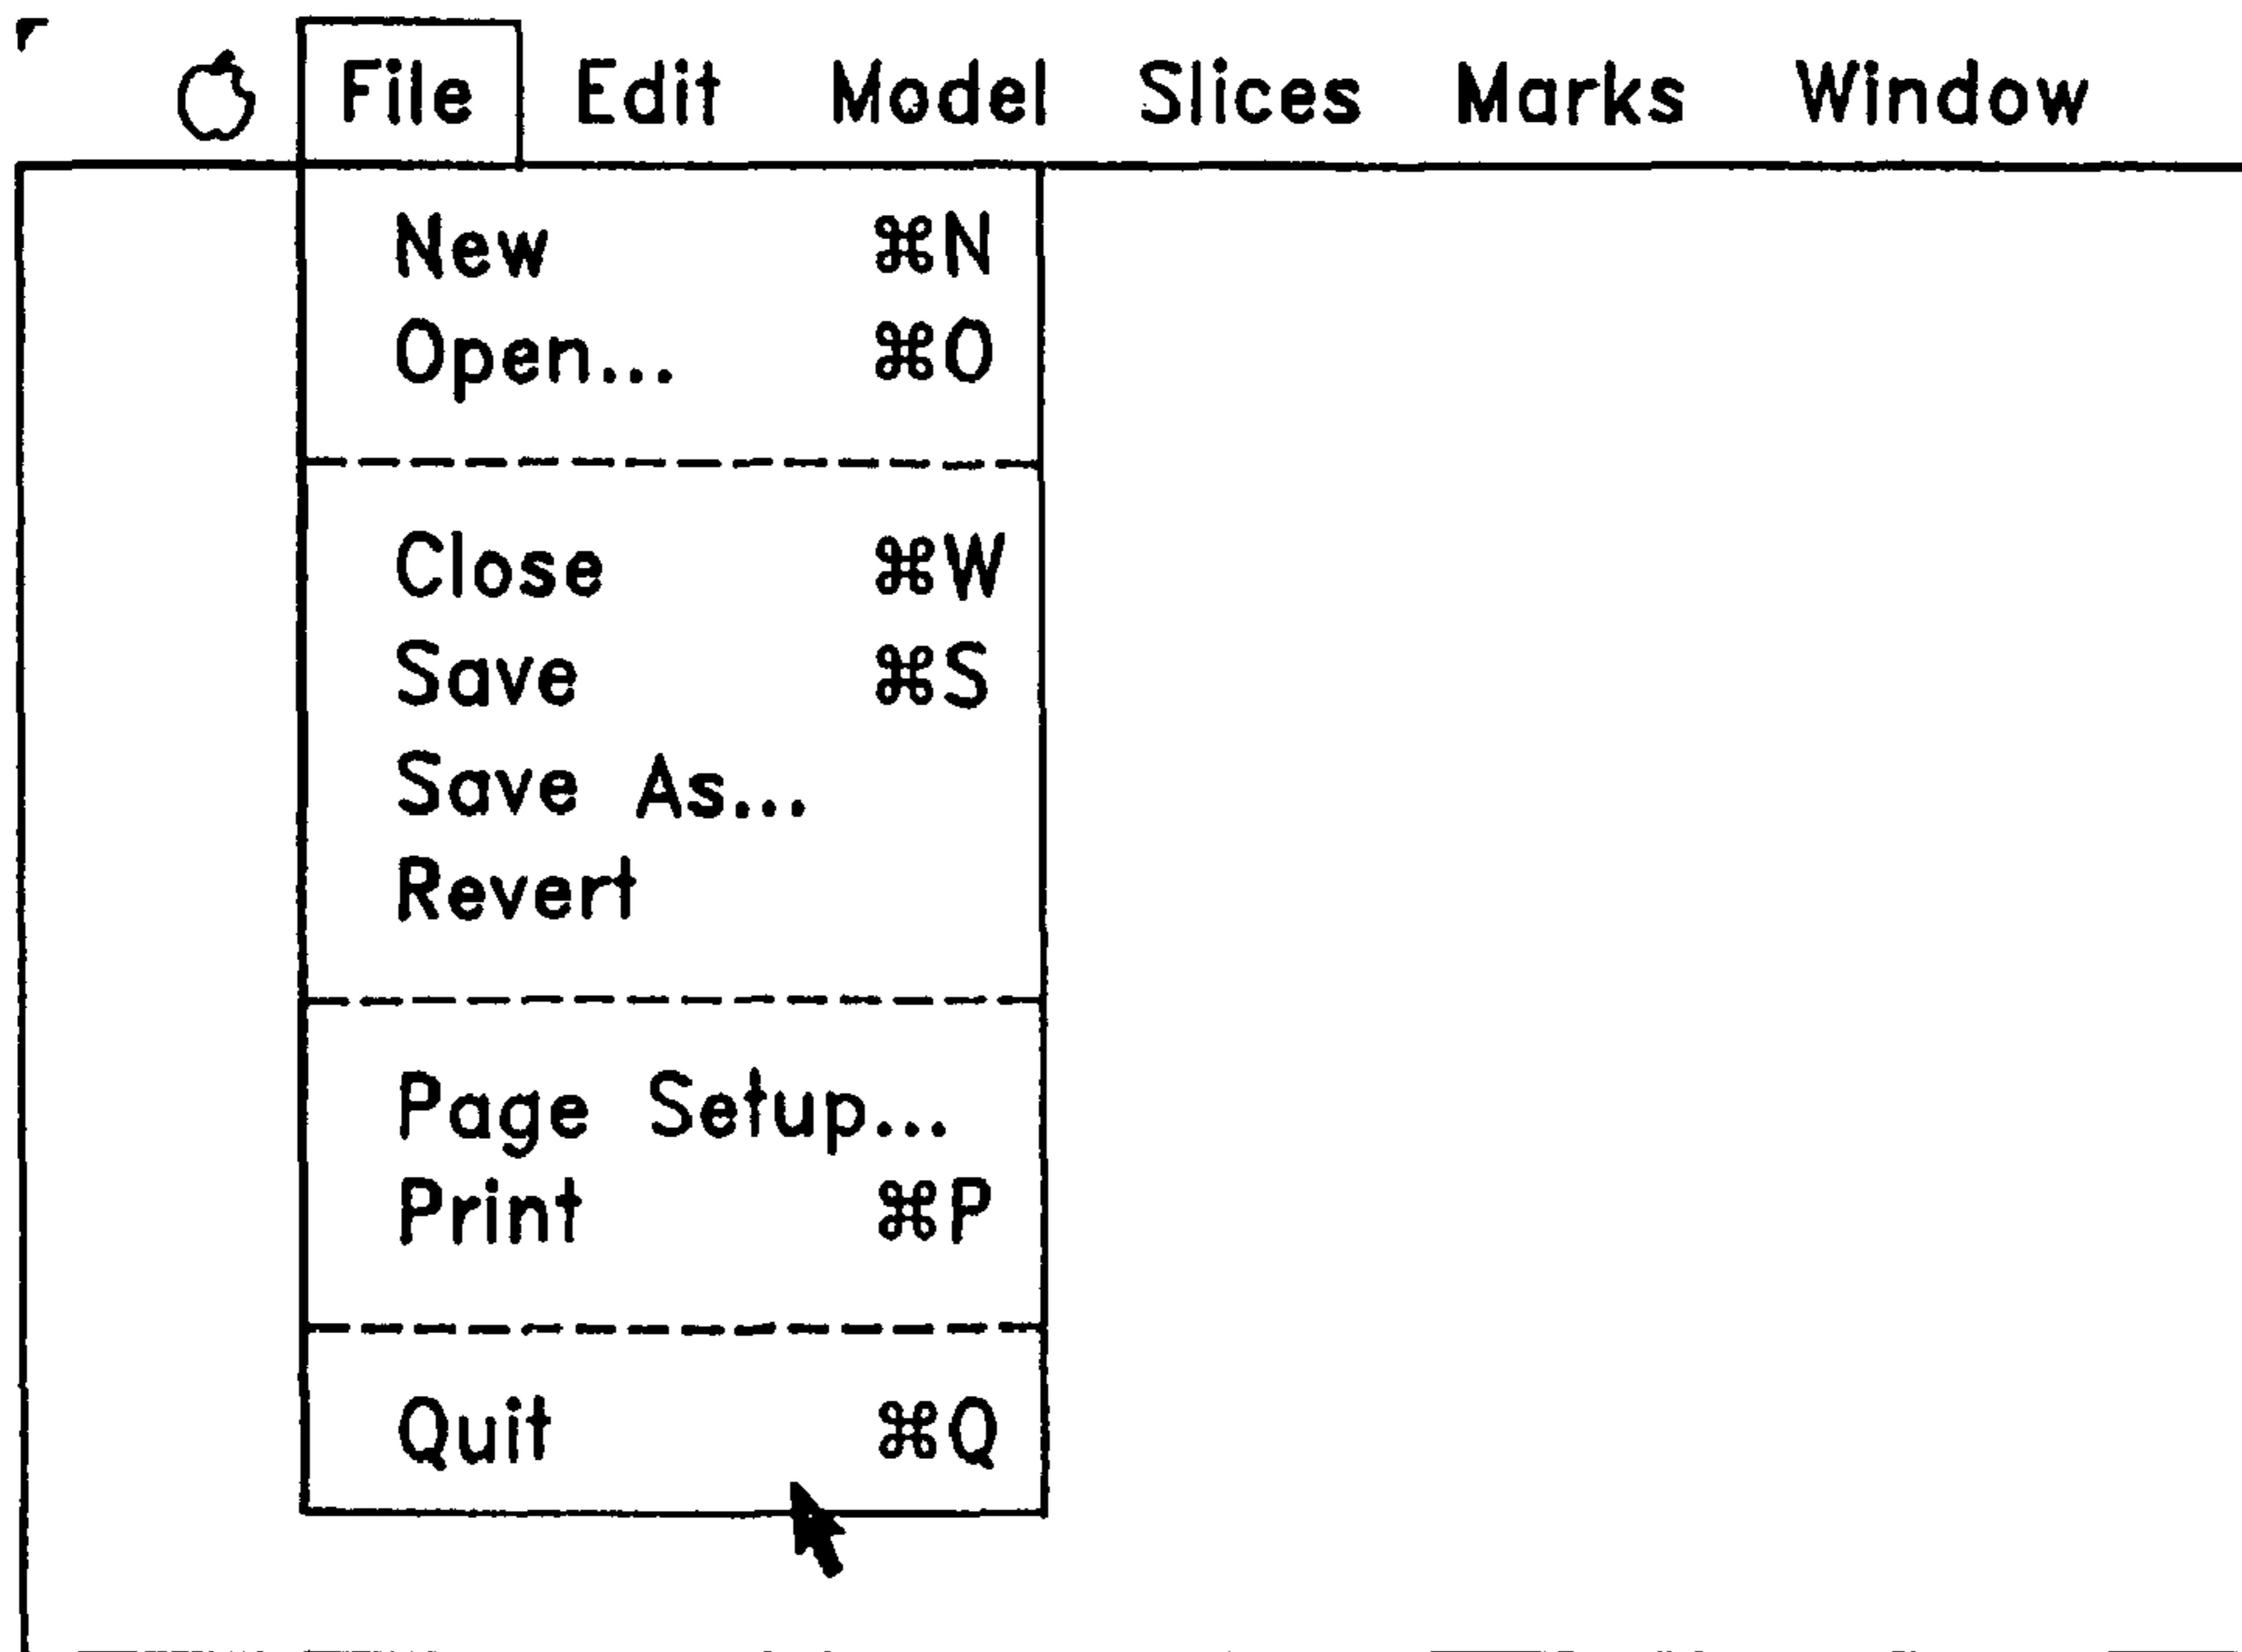 File Edit Model Slices Marks Window
New ⌘N
Open... ⌘O
Close ⌘W
Save ⌘S
Save As...
Revert
Page Setup...
Print ⌘P
Quit ⌘Q